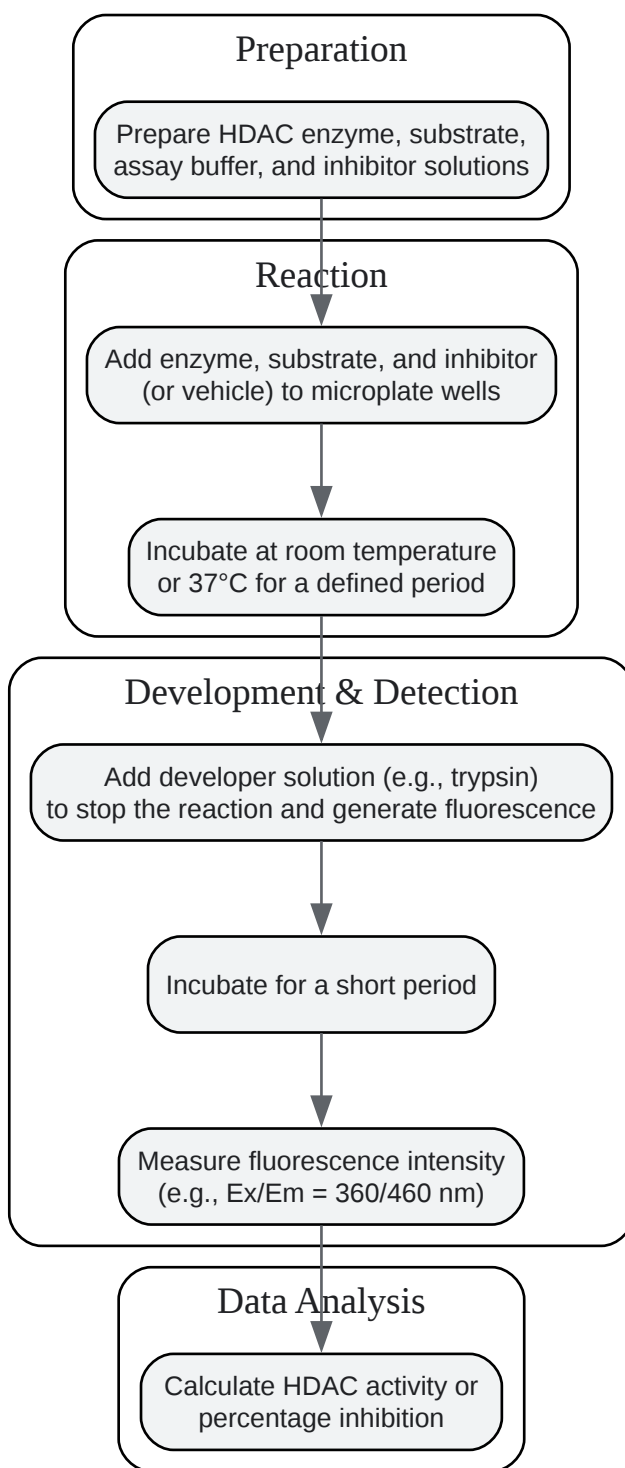 Preparation
Prepare HDAC enzyme, substrate,
assay buffer, and inhibitor solutions
Reaction
Add enzyme, substrate, and inhibitor
(or vehicle) to microplate wells
Incubate at room temperature
or 37°C for a defined period
Development & Detection
Add developer solution (e.g., trypsin)
to stop the reaction and generate fluorescence
Incubate for a short period
Measure fluorescence intensity
(e.g., Ex/Em = 360/460 nm)
Data Analysis
Calculate HDAC activity or
percentage inhibition